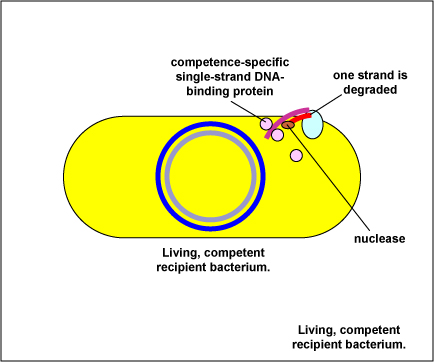 competence-specific
single-strand DNA-
binding protein
one strand is
degraded
nuclease
Living, competent
recipient bacterium.
Living, competent
recipient bacterium.